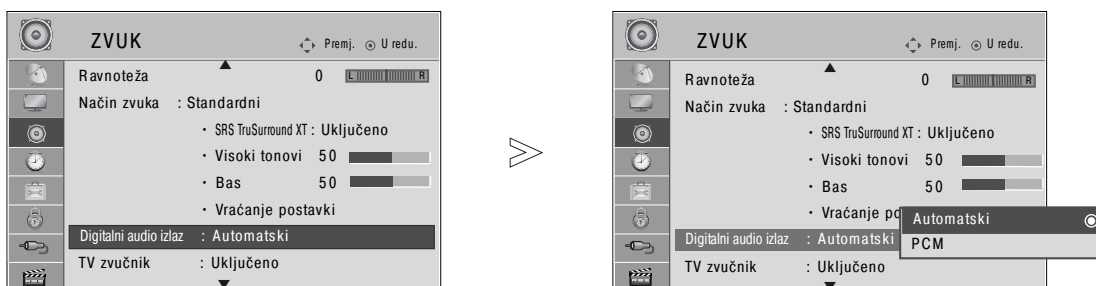 ZVUK
Premj. U redu.
Ravnoteža 0 L R
Način zvuka : Standardni
• SRS TruSurround XT : Uključeno
• Visoki tonovi 50
• Bas 50
• Vraćanje postavki
Digitalni audio izlaz : Automatski
TV zvučnik : Uključeno
ZVUK
Premj. U redu.
Ravnoteža 0 L R
Način zvuka : Standardni
• SRS TruSurround XT : Uključeno
• Visoki tonovi 50
• Bas 50
• Vraćanje po
Digitalni audio izlaz : Automatski
TV zvučnik : Uključeno
Automatski
PCM